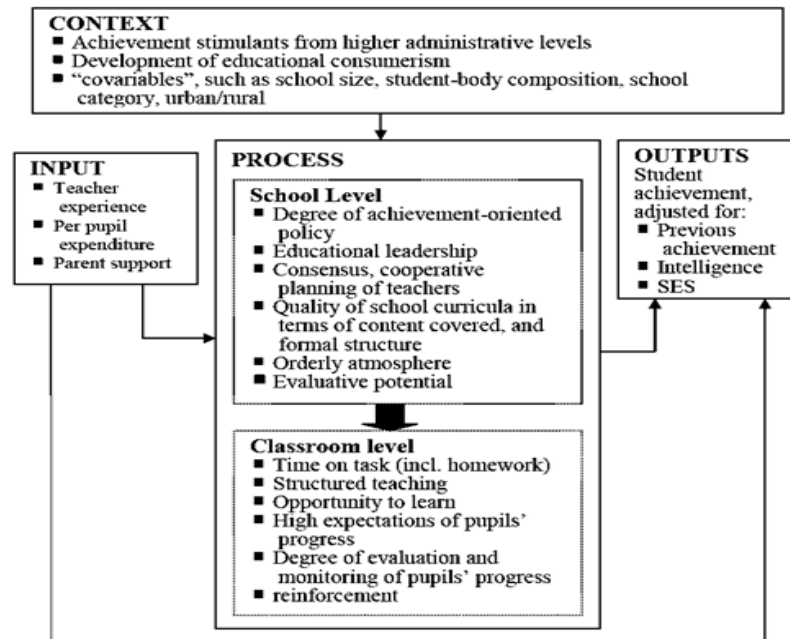 CONTEXT
▪ Achievement stimulants from higher administrative levels
▪ Development of educational consumerism
▪ “covariables”, such as school size, student-body composition, school
category, urban/rural
INPUT
▪ Teacher
experience
▪ Per pupil
expenditure
▪ Parent support
PROCESS
School Level
▪ Degree of achievement-oriented
policy
▪ Educational leadership
▪ Consensus, cooperative
planning of teachers
▪ Quality of school curricula in
terms of content covered, and
formal structure
▪ Orderly atmosphere
▪ Evaluative potential
Classroom level
▪ Time on task (incl. homework)
▪ Structured teaching
▪ Opportunity to learn
▪ High expectations of pupils’
progress
▪ Degree of evaluation and
monitoring of pupils’ progress
▪ reinforcement
OUTPUTS
Student
achievement,
adjusted for:
▪ Previous
achievement
▪ Intelligence
▪ SES